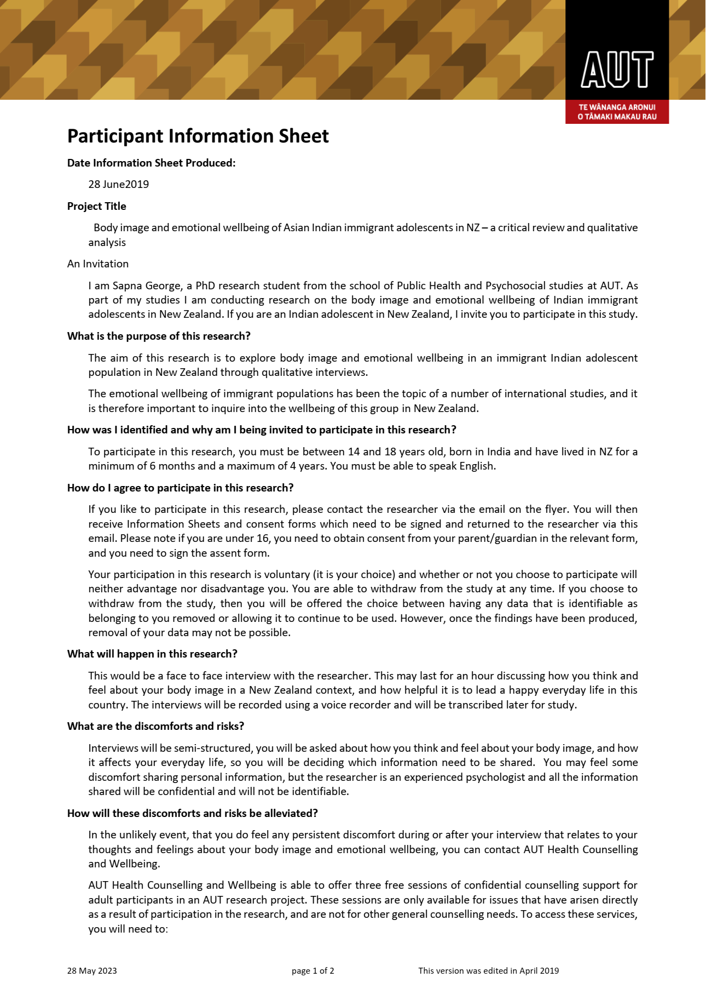 AUT
TE WĀNANGA ARONUI
O TĀMAKI MAKAU RAU
Participant Information Sheet
Date Information Sheet Produced:
28 June2019
Project Title
Body image and emotional wellbeing of Asian Indian immigrant adolescents in NZ – a critical review and qualitative
analysis
An Invitation
I am Sapna George, a PhD research student from the school of Public Health and Psychosocial studies at AUT. As
part of my studies I am conducting research on the body image and emotional wellbeing of Indian immigrant
adolescents in New Zealand. If you are an Indian adolescent in New Zealand, I invite you to participate in this study.
What is the purpose of this research?
The aim of this research is to explore body image and emotional wellbeing in an immigrant Indian adolescent
population in New Zealand through qualitative interviews.
The emotional wellbeing of immigrant populations has been the topic of a number of international studies, and it
is therefore important to inquire into the wellbeing of this group in New Zealand.
How was I identified and why am I being invited to participate in this research?
To participate in this research, you must be between 14 and 18 years old, born in India and have lived in NZ for a
minimum of 6 months and a maximum of 4 years. You must be able to speak English.
How do I agree to participate in this research?
If you like to participate in this research, please contact the researcher via the email on the flyer. You will then
receive Information Sheets and consent forms which need to be signed and returned to the researcher via this
email. Please note if you are under 16, you need to obtain consent from your parent/guardian in the relevant form,
and you need to sign the assent form.
Your participation in this research is voluntary (it is your choice) and whether or not you choose to participate will
neither advantage nor disadvantage you. You are able to withdraw from the study at any time. If you choose to
withdraw from the study, then you will be offered the choice between having any data that is identifiable as
belonging to you removed or allowing it to continue to be used. However, once the findings have been produced,
removal of your data may not be possible.
What will happen in this research?
This would be a face to face interview with the researcher. This may last for an hour discussing how you think and
feel about your body image in a New Zealand context, and how helpful it is to lead a happy everyday life in this
country. The interviews will be recorded using a voice recorder and will be transcribed later for study.
What are the discomforts and risks?
Interviews will be semi-structured, you will be asked about how you think and feel about your body image, and how
it affects your everyday life, so you will be deciding which information need to be shared. You may feel some
discomfort sharing personal information, but the researcher is an experienced psychologist and all the information
shared will be confidential and will not be identifiable.
How will these discomforts and risks be alleviated?
In the unlikely event, that you do feel any persistent discomfort during or after your interview that relates to your
thoughts and feelings about your body image and emotional wellbeing, you can contact AUT Health Counselling
and Wellbeing.
AUT Health Counselling and Wellbeing is able to offer three free sessions of confidential counselling support for
adult participants in an AUT research project. These sessions are only available for issues that have arisen directly
as a result of participation in the research, and are not for other general counselling needs. To access these services,
you will need to:
28 May 2023 page 1 of 2 This version was edited in April 2019